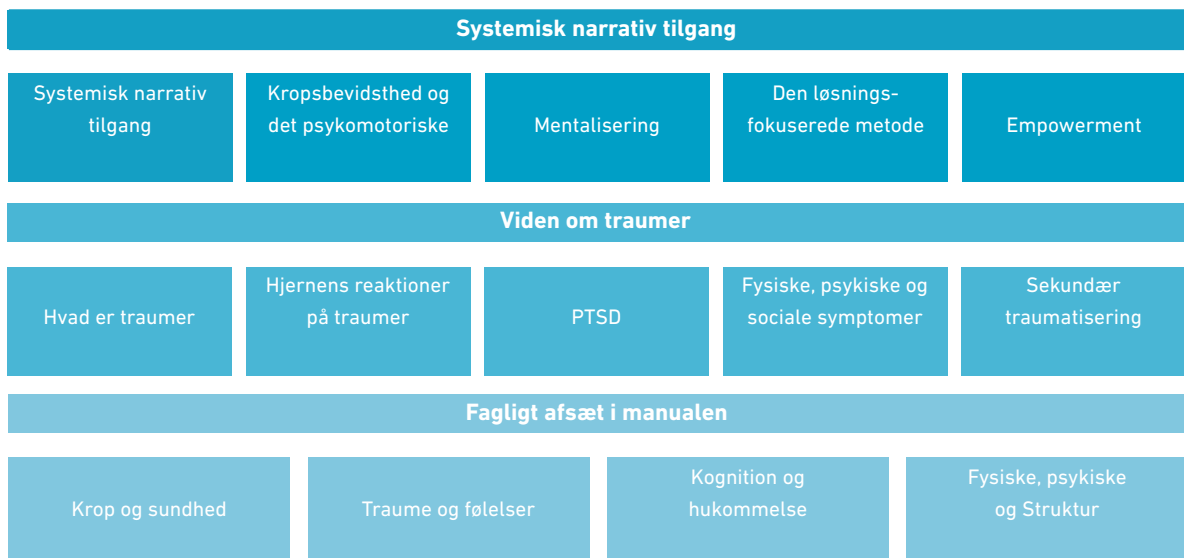 Systemisk narrativ tilgang
Systemisk narrativ
tilgang
Kropsbevidsthed og
det psykomotoriske
Mentalisering
Den løsnings-
fokuserede metode
Empowerment
Viden om traumer
Hvad er traumer
Hjernens reaktioner
på traumer
PTSD
Fysiske, psykiske og
sociale symptomer
Sekundær
traumatisering
Fagligt afsæt i manualen
Krop og sundhed
Traume og følelser
Kognition og
hukommelse
Fysiske, psykiske
og Struktur